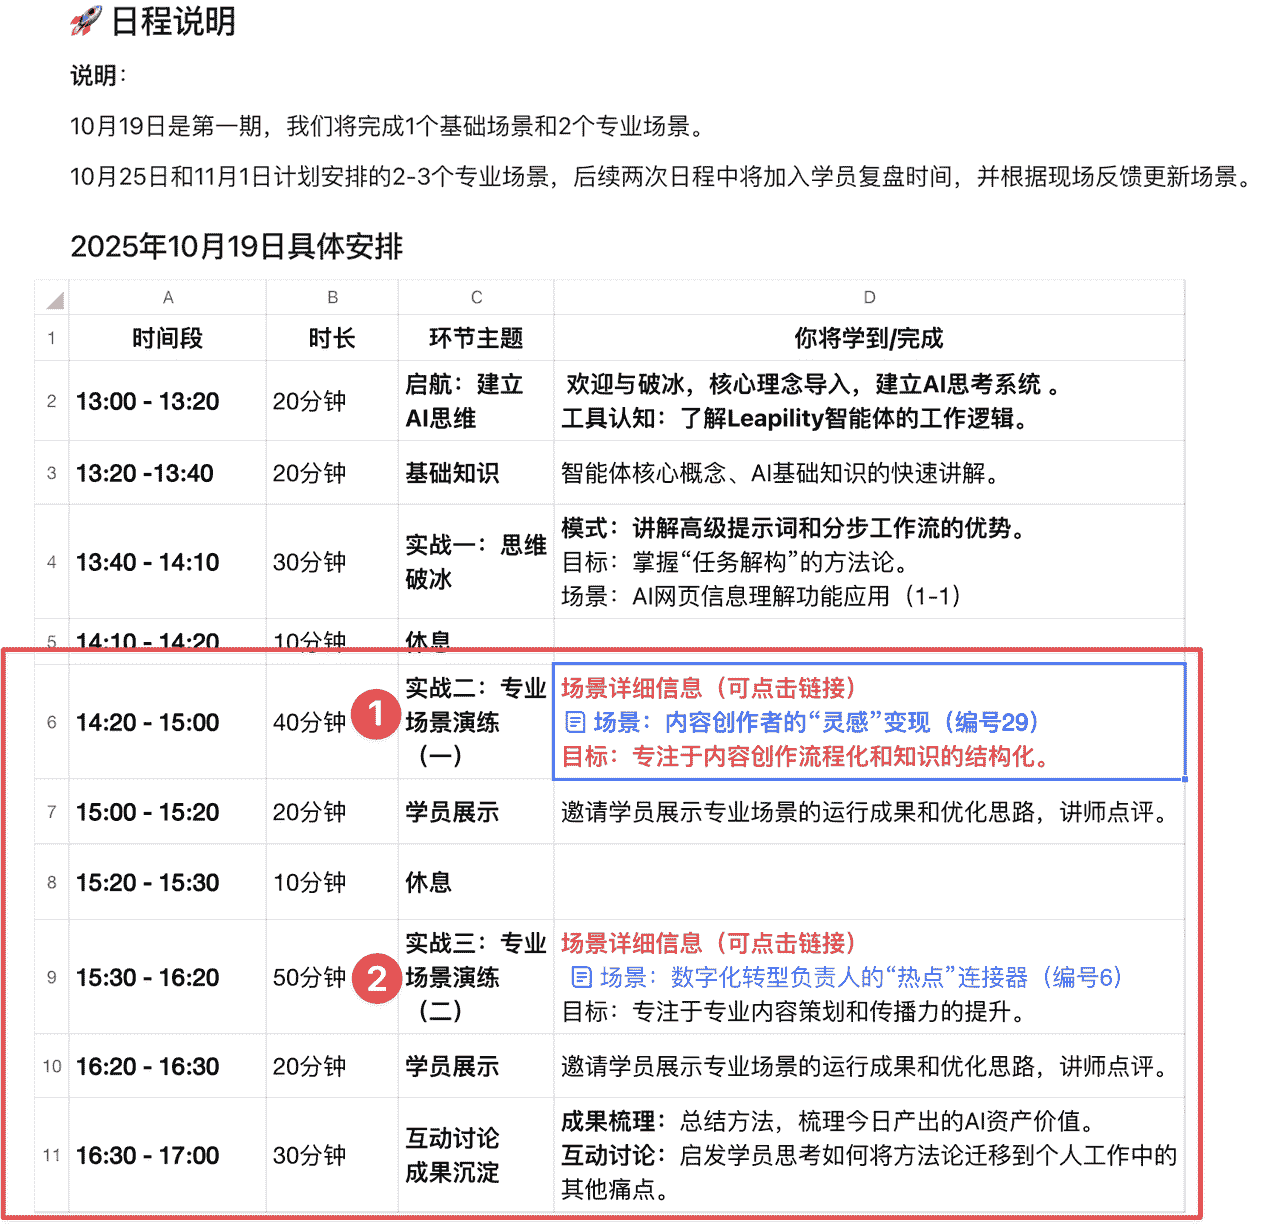 🚀 日程说明
说明：
10月19日是第一期，我们将完成1个基础场景和2个专业场景。
10月25日和11月1日计划安排的2-3个专业场景，后续两次日程中将加入学员复盘时间，并根据现场反馈更新场景。
2025年10月19日具体安排
A B C D
1 时间段 时长 环节主题 你将学到/完成
2 13:00 - 13:20 20分钟 启航：建立
AI思维
欢迎与破冰，核心理念导入，建立AI思考系统 。
工具认知：了解Leapility智能体的工作逻辑。
3 13:20 -13:40 20分钟 基础知识 智能体核心概念、AI基础知识的快速讲解。
4 13:40 - 14:10 30分钟 实战一：思维
破冰
模式：讲解高级提示词和分步工作流的优势。
目标：掌握“任务解构”的方法论。
场景：AI网页信息理解功能应用（1-1）
5 14:10 - 14:20 10分钟 休息
6 14:20 - 15:00 40分钟 1 实战二：专业
场景演练
（一）
场景详细信息（可点击链接）
场景：内容创作者的“灵感”变现（编号29）
目标：专注于内容创作流程化和知识的结构化。
7 15:00 - 15:20 20分钟 学员展示 邀请学员展示专业场景的运行成果和优化思路，讲师点评。
8 15:20 - 15:30 10分钟 休息
9 15:30 - 16:20 50分钟 2 实战三：专业
场景演练
（二）
场景详细信息（可点击链接）
场景：数字化转型负责人的“热点”连接器（编号6）
目标：专注于专业内容策划和传播力的提升。
10 16:20 - 16:30 20分钟 学员展示 邀请学员展示专业场景的运行成果和优化思路，讲师点评。
11 16:30 - 17:00 30分钟 互动讨论
成果沉淀
成果梳理：总结方法，梳理今日产出的AI资产价值。
互动讨论：启发学员思考如何将方法论迁移到个人工作中的
其他痛点。